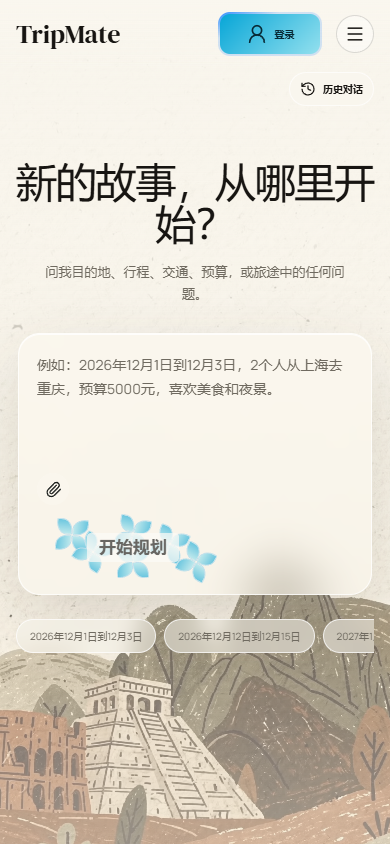 TripMate
登录
历史对话
新的故事，从哪里开
始？
问我目的地、行程、交通、预算，或旅途中的任何问
题。
例如：2026年12月1日到12月3日，2个人从上海去
重庆，预算5000元，喜欢美食和夜景。
开始规划
2026年12月1日到12月3日
2026年12月12日到12月15日
2027年1